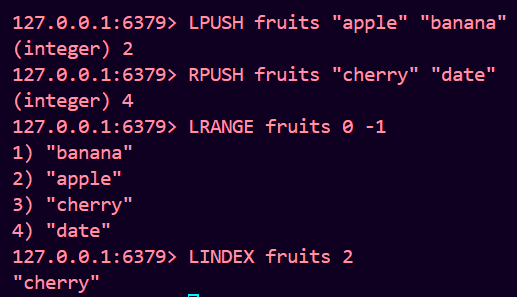 127.0.0.1:6379> LPUSH fruits "apple" "banana"
(integer) 2
127.0.0.1:6379> RPUSH fruits "cherry" "date"
(integer) 4
127.0.0.1:6379> LRANGE fruits 0 -1
1) "banana"
2) "apple"
3) "cherry"
4) "date"
127.0.0.1:6379> LINDEX fruits 2
"cherry"